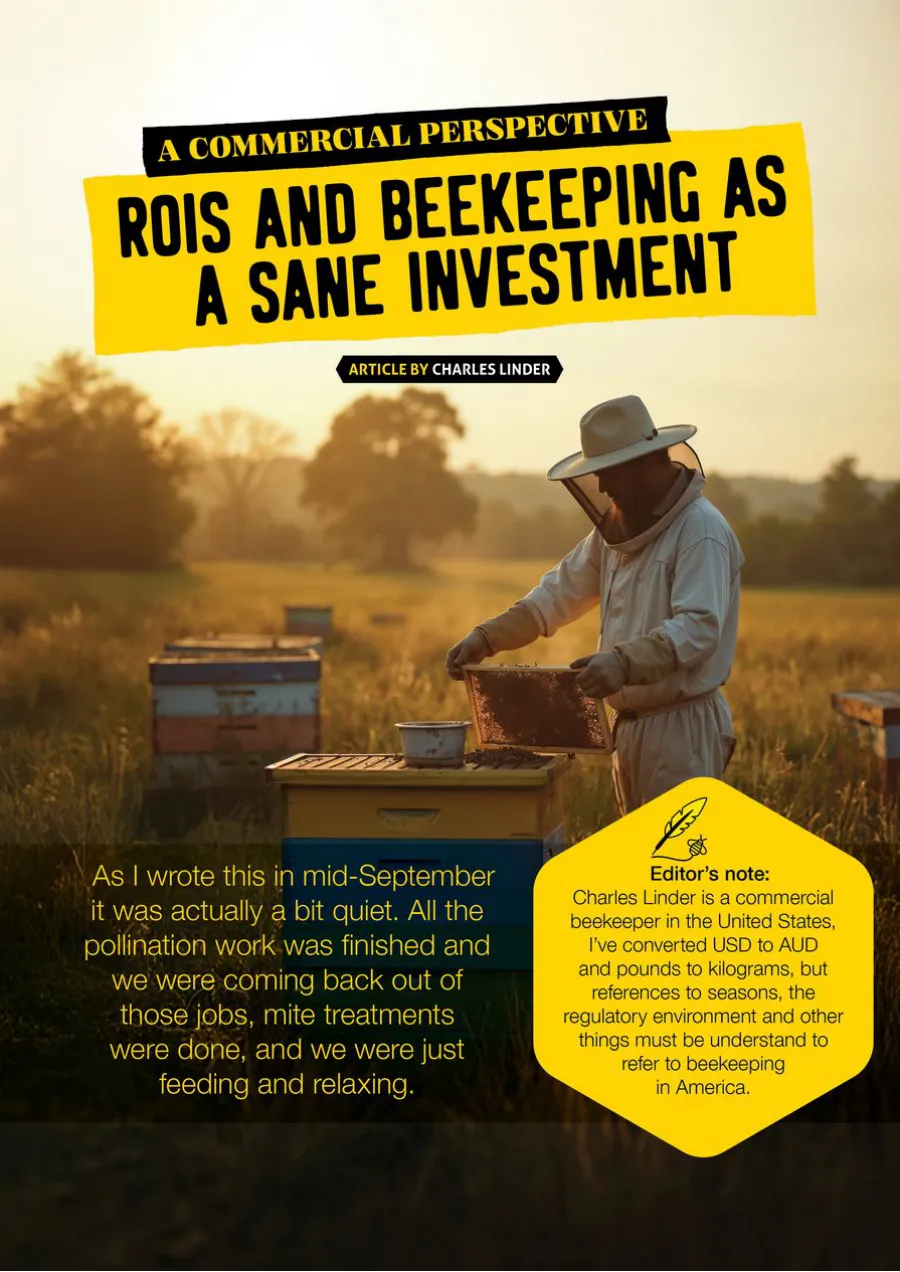 A COMMERCIAL PERSPECTIVE
ROIS AND BEEKEEPING AS
A SANE INVESTMENT
ARTICLE BY CHARLES LINDER
As I wrote this in mid-September
it was actually a bit quiet. All the
pollination work was finished and
we were coming back out of
those jobs, mite treatments
were done, and we were just
feeding and relaxing.
Editor's note:
Charles Linder is a commercial
beekeeper in the United States,
I've converted USD to AUD
and pounds to kilograms, but
references to seasons, the
regulatory environment and other
things must be understand to
refer to beekeeping
in America.